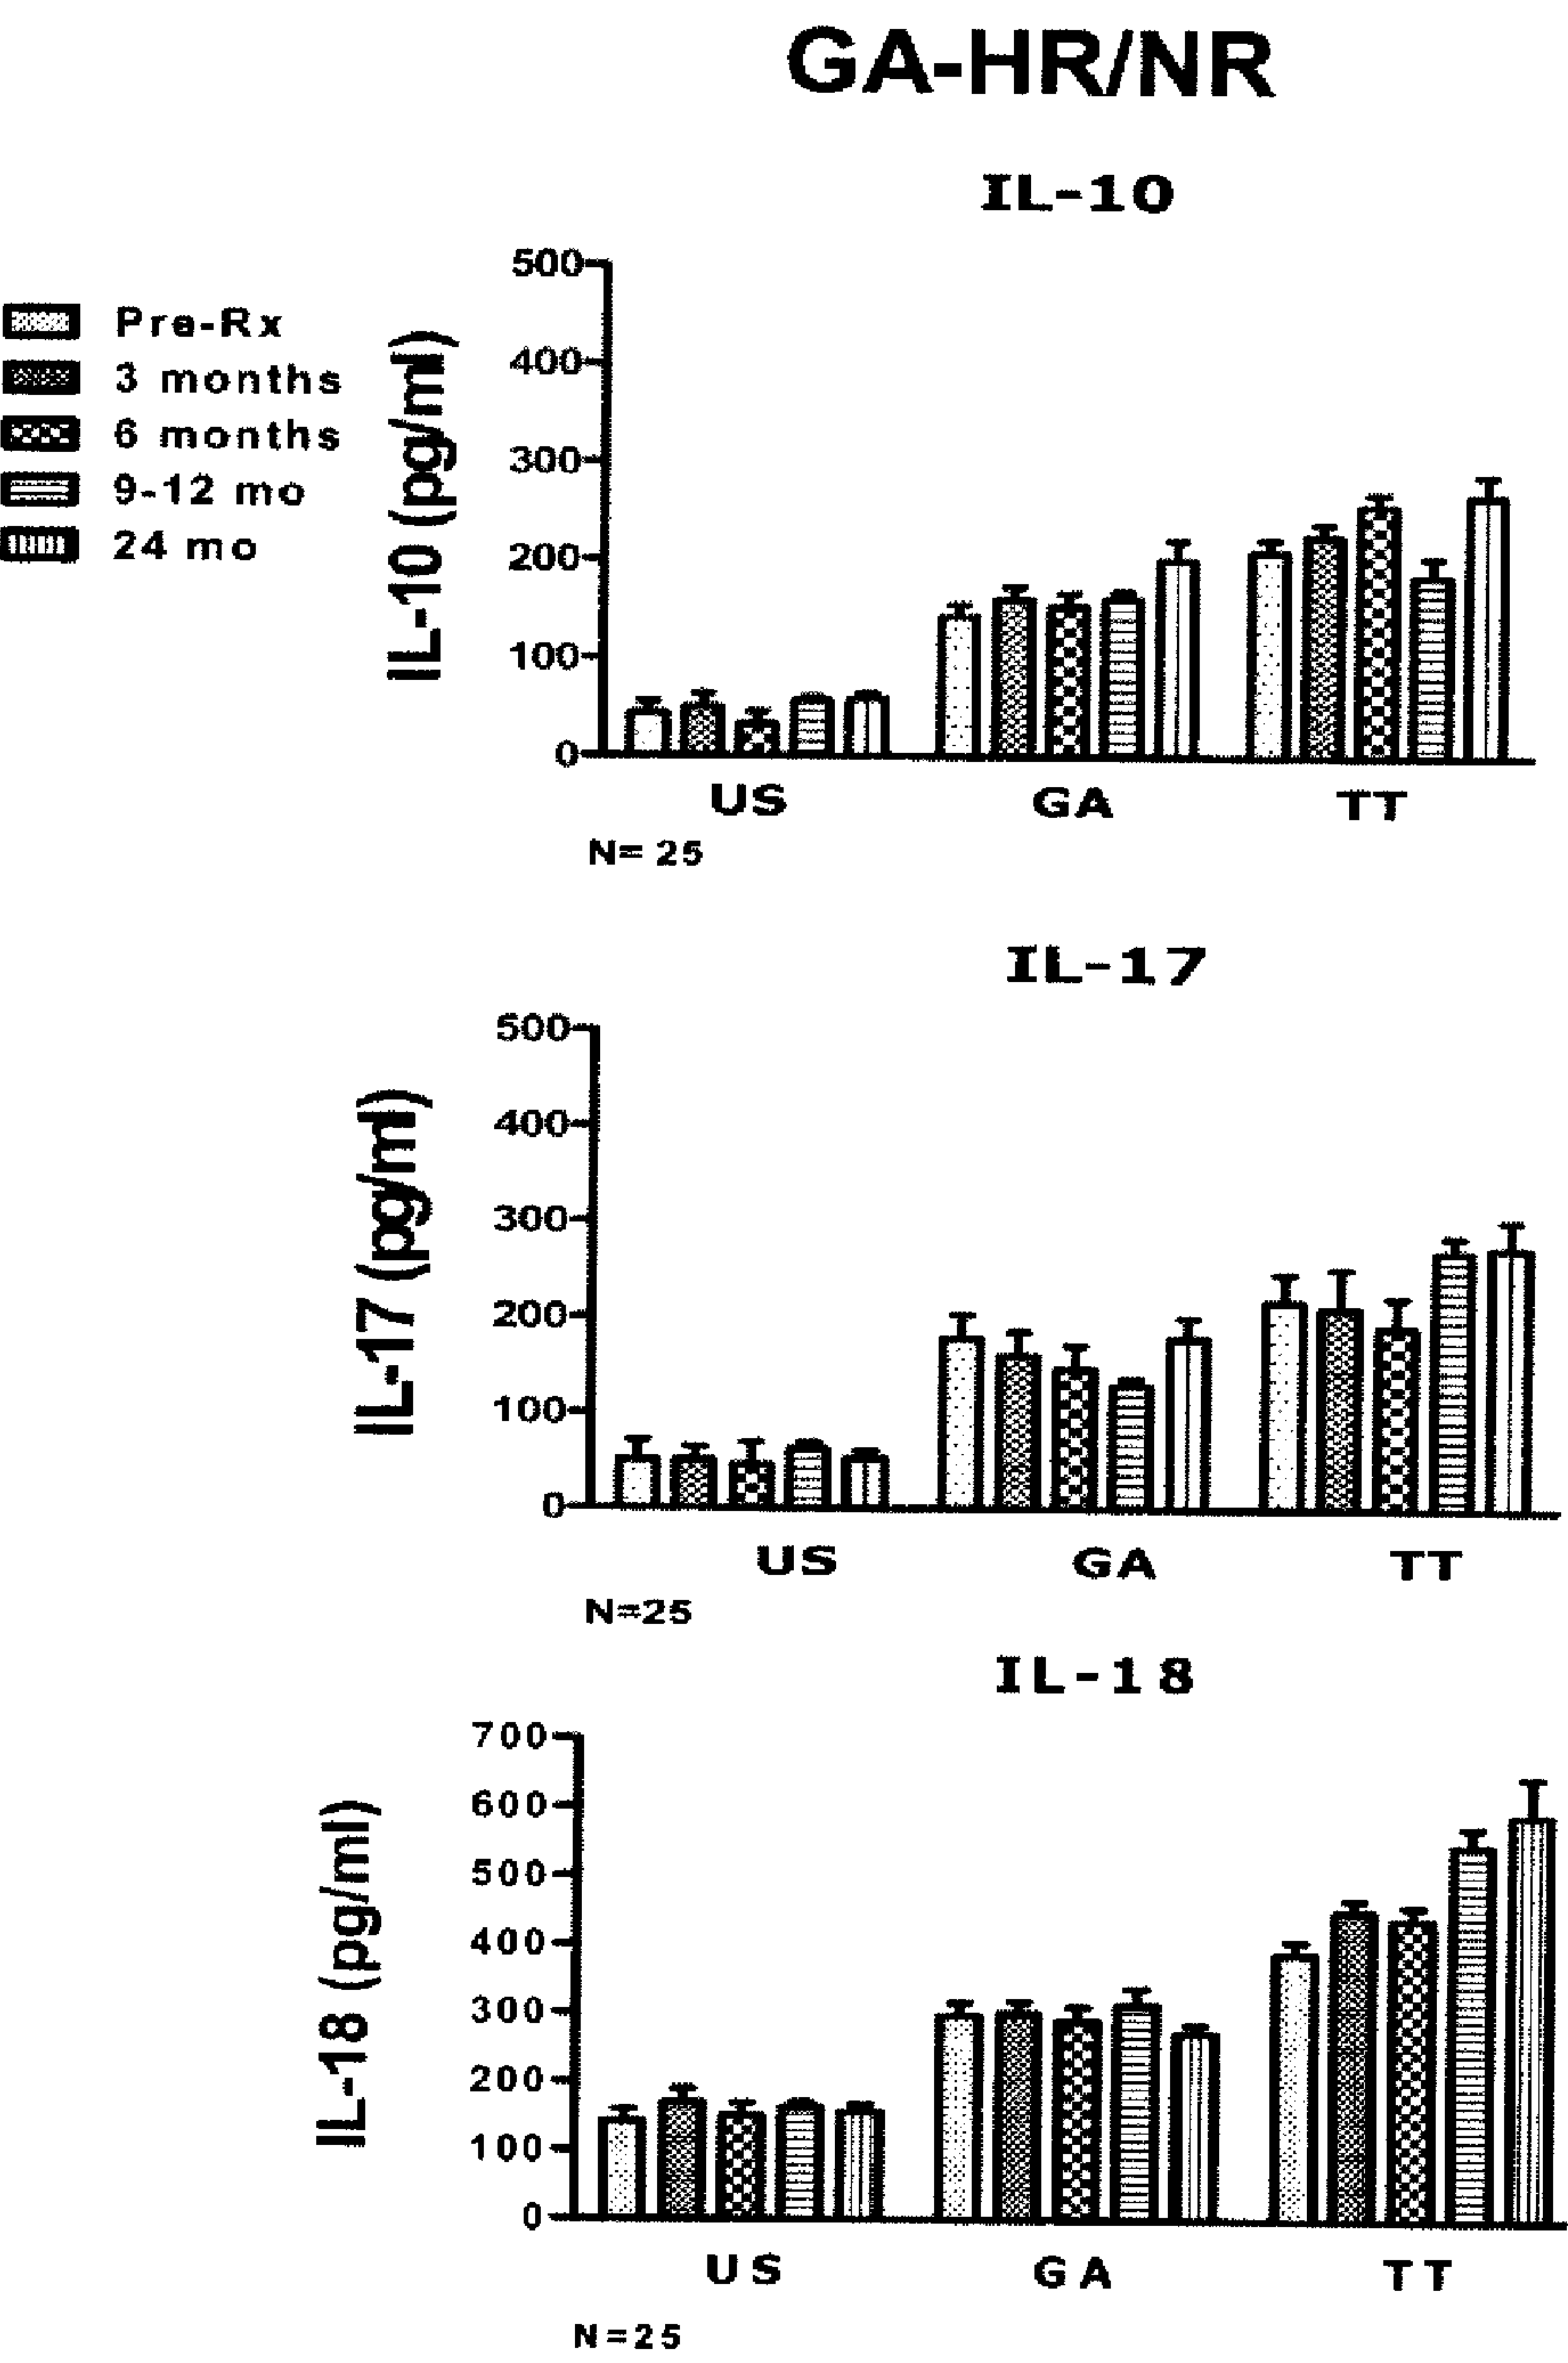 GA-HR/NR
IL-10
Pre-Rx
3 months
6 months
9-12 mo
24 mo
IL-10 (pg/ml)
500
400
300
200
100
0
US GA TT
N= 25
IL-17
IL-17 (pg/ml)
500
400
300
200
100
0
US GA TT
N=25
IL-18
IL-18 (pg/ml)
700
600
500
400
300
200
100
0
US GA TT
N=25